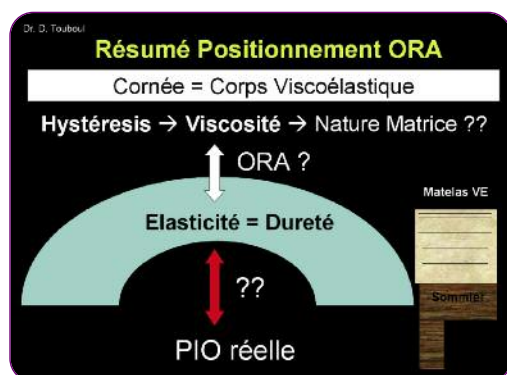 Dr. D. Touboul
Résumé Positionnement ORA
Cornée = Corps Viscoélastique
Hystéresis → Viscosité → Nature Matrice ??
ORA ?
Matelas VE
Elasticité = Dureté
Sommier
??
PIO réelle